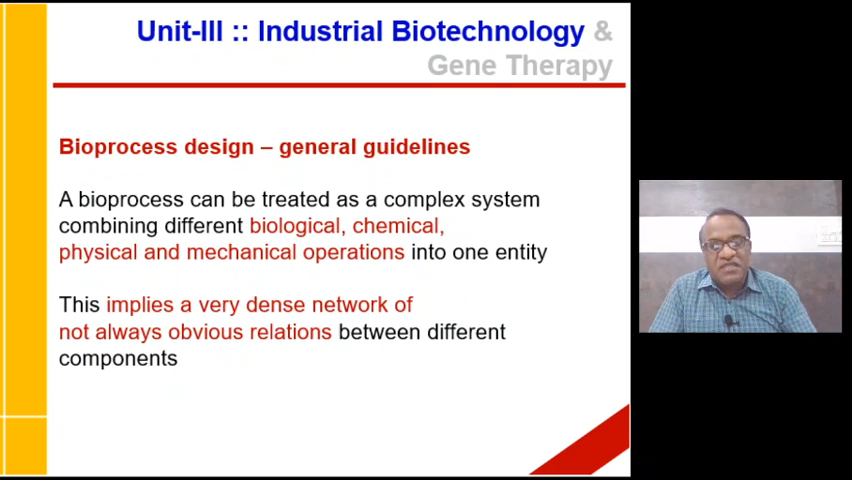 Unit-III :: Industrial Biotechnology &
Gene Therapy
Bioprocess design – general guidelines
A bioprocess can be treated as a complex system
combining different biological, chemical,
physical and mechanical operations into one entity
This implies a very dense network of
not always obvious relations between different
components